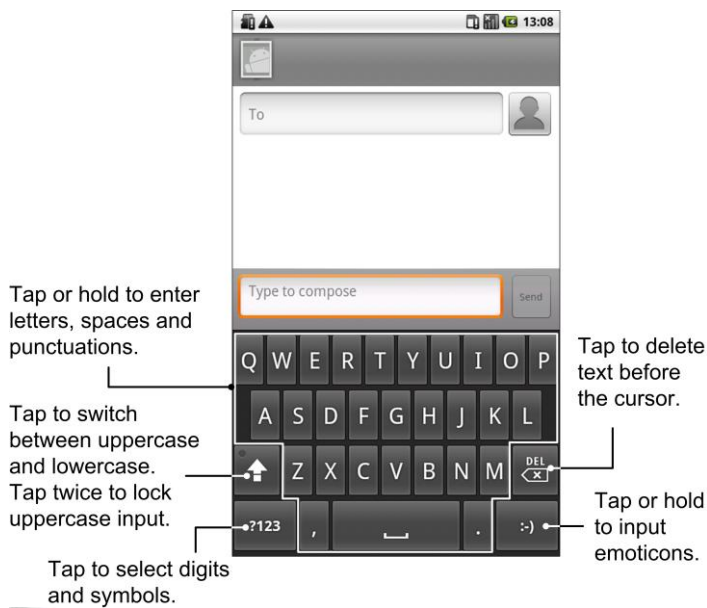 13:08
To
Type to compose
Send
Tap or hold to enter
letters, spaces and
punctuations.
Q W E R T Y U I O P
Tap to delete
text before
the cursor.
A S D F G H J K L
Tap to switch
between uppercase
and lowercase.
Tap twice to lock
uppercase input.
Z X C V B N M DEL
?123 , . :-)
Tap or hold
to input
emoticons.
Tap to select digits
and symbols.